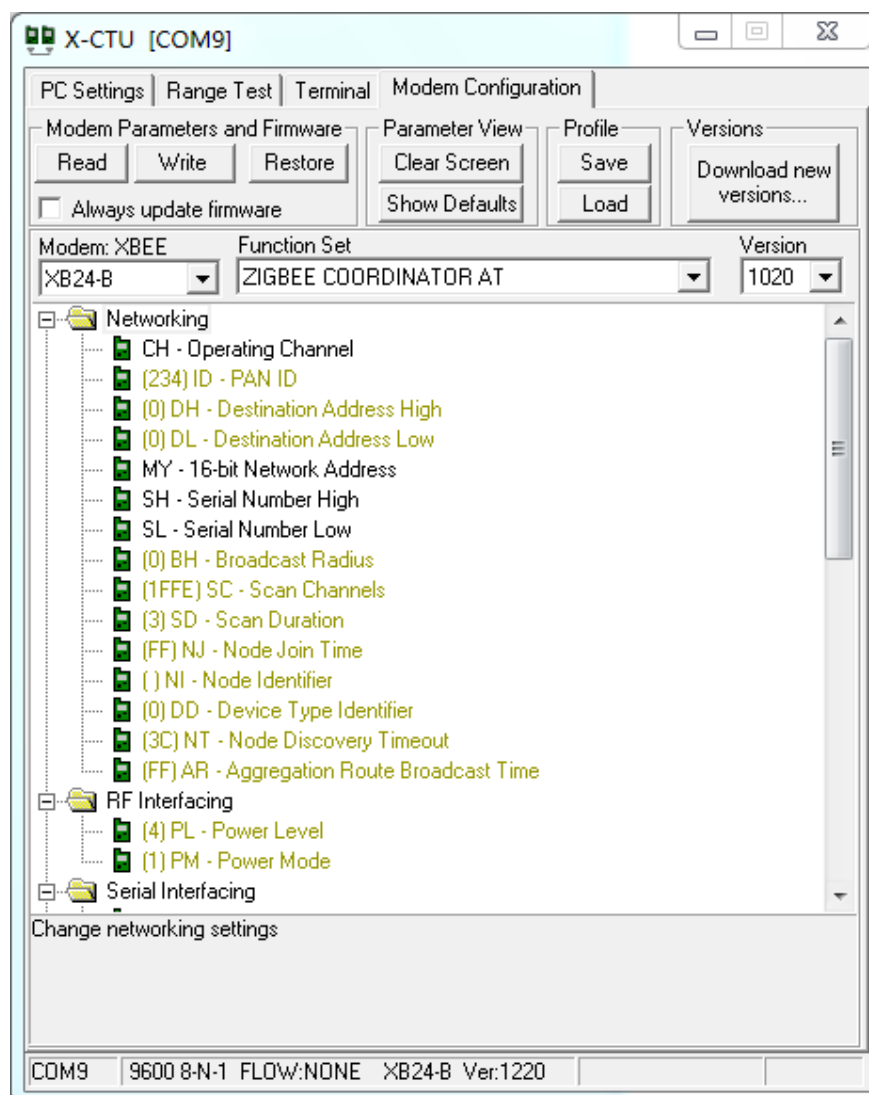 X-CTU [COM9]
PC Settings Range Test Terminal Modem Configuration
Modem Parameters and Firmware Parameter View Profile Versions
Read Write Restore Clear Screen Save Download new versions...
Always update firmware Show Defaults Load
Modem: XBEE Function Set Version
XB24-B ZIGBEE COORDINATOR AT 1020
Networking
CH - Operating Channel
(234) ID - PAN ID
(0) DH - Destination Address High
(0) DL - Destination Address Low
MY - 16-bit Network Address
SH - Serial Number High
SL - Serial Number Low
(0) BH - Broadcast Radius
(1FFE) SC - Scan Channels
(3) SD - Scan Duration
(FF) NJ - Node Join Time
( ) NI - Node Identifier
(0) DD - Device Type Identifier
(3C) NT - Node Discovery Timeout
(FF) AR - Aggregation Route Broadcast Time
RF Interfacing
(4) PL - Power Level
(1) PM - Power Mode
Serial Interfacing
Change networking settings
COM9 9600 8-N-1 FLOW:NONE XB24-B Ver:1220